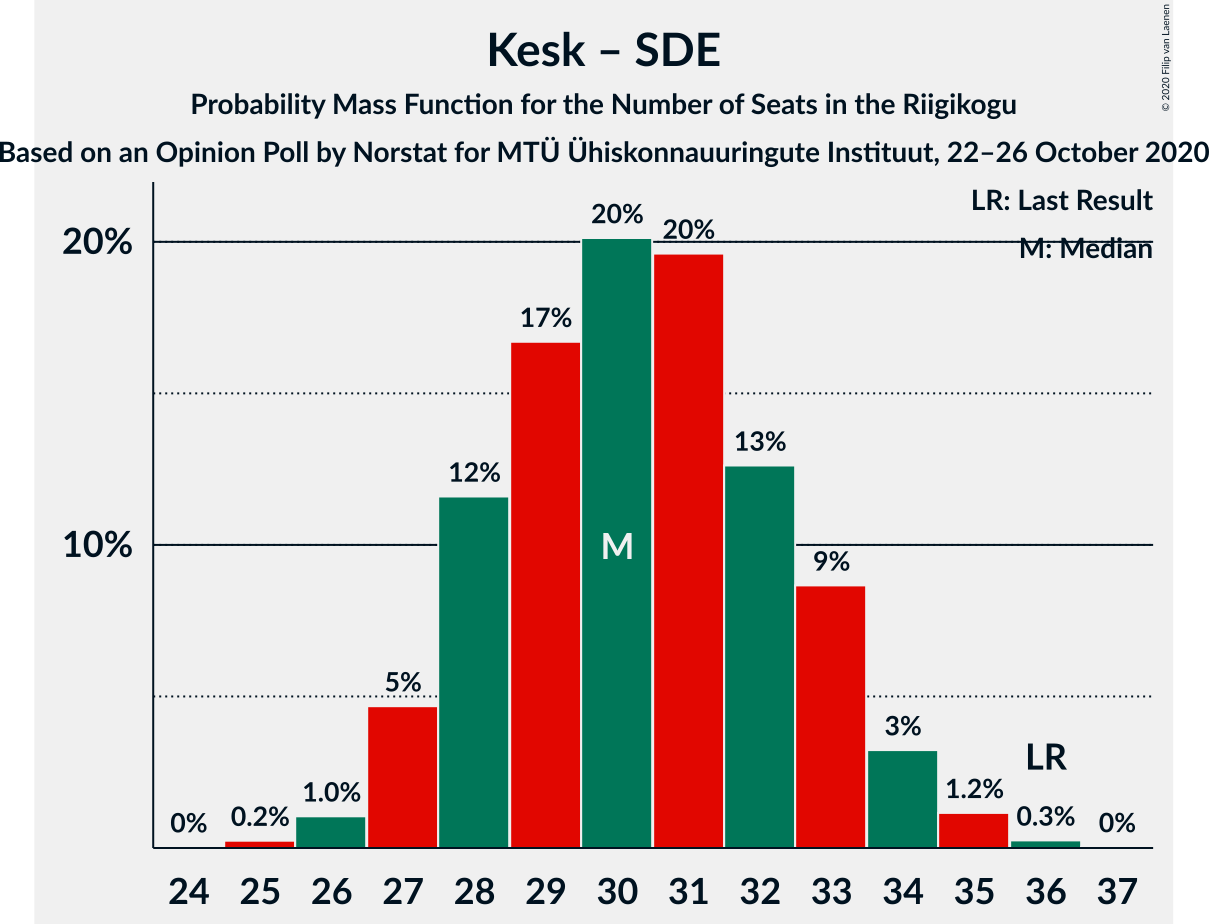 Kesk – SDE
Probability Mass Function for the Number of Seats in the Riigikogu
Based on an Opinion Poll by Norstat for MTÜ Ühiskonnauuringute Instituut, 22–26 October 2020
© 2020 Filip van Laenen
LR: Last Result
M: Median
20%
10%
0%
0.2%
1.0%
5%
12%
17%
20%
20%
13%
9%
3%
1.2%
0.3%
0%
M
LR
24 25 26 27 28 29 30 31 32 33 34 35 36 37